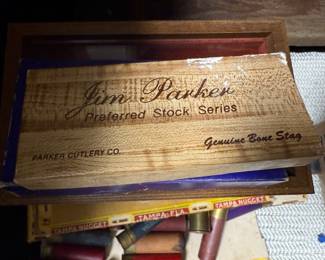 Jim Parker
Preferred Stock Series
PARKER CUTLERY CO.
Genuine Bone Stag
TAMPA NUGGET
TAMPA, FLA
TAMPA NUGGET